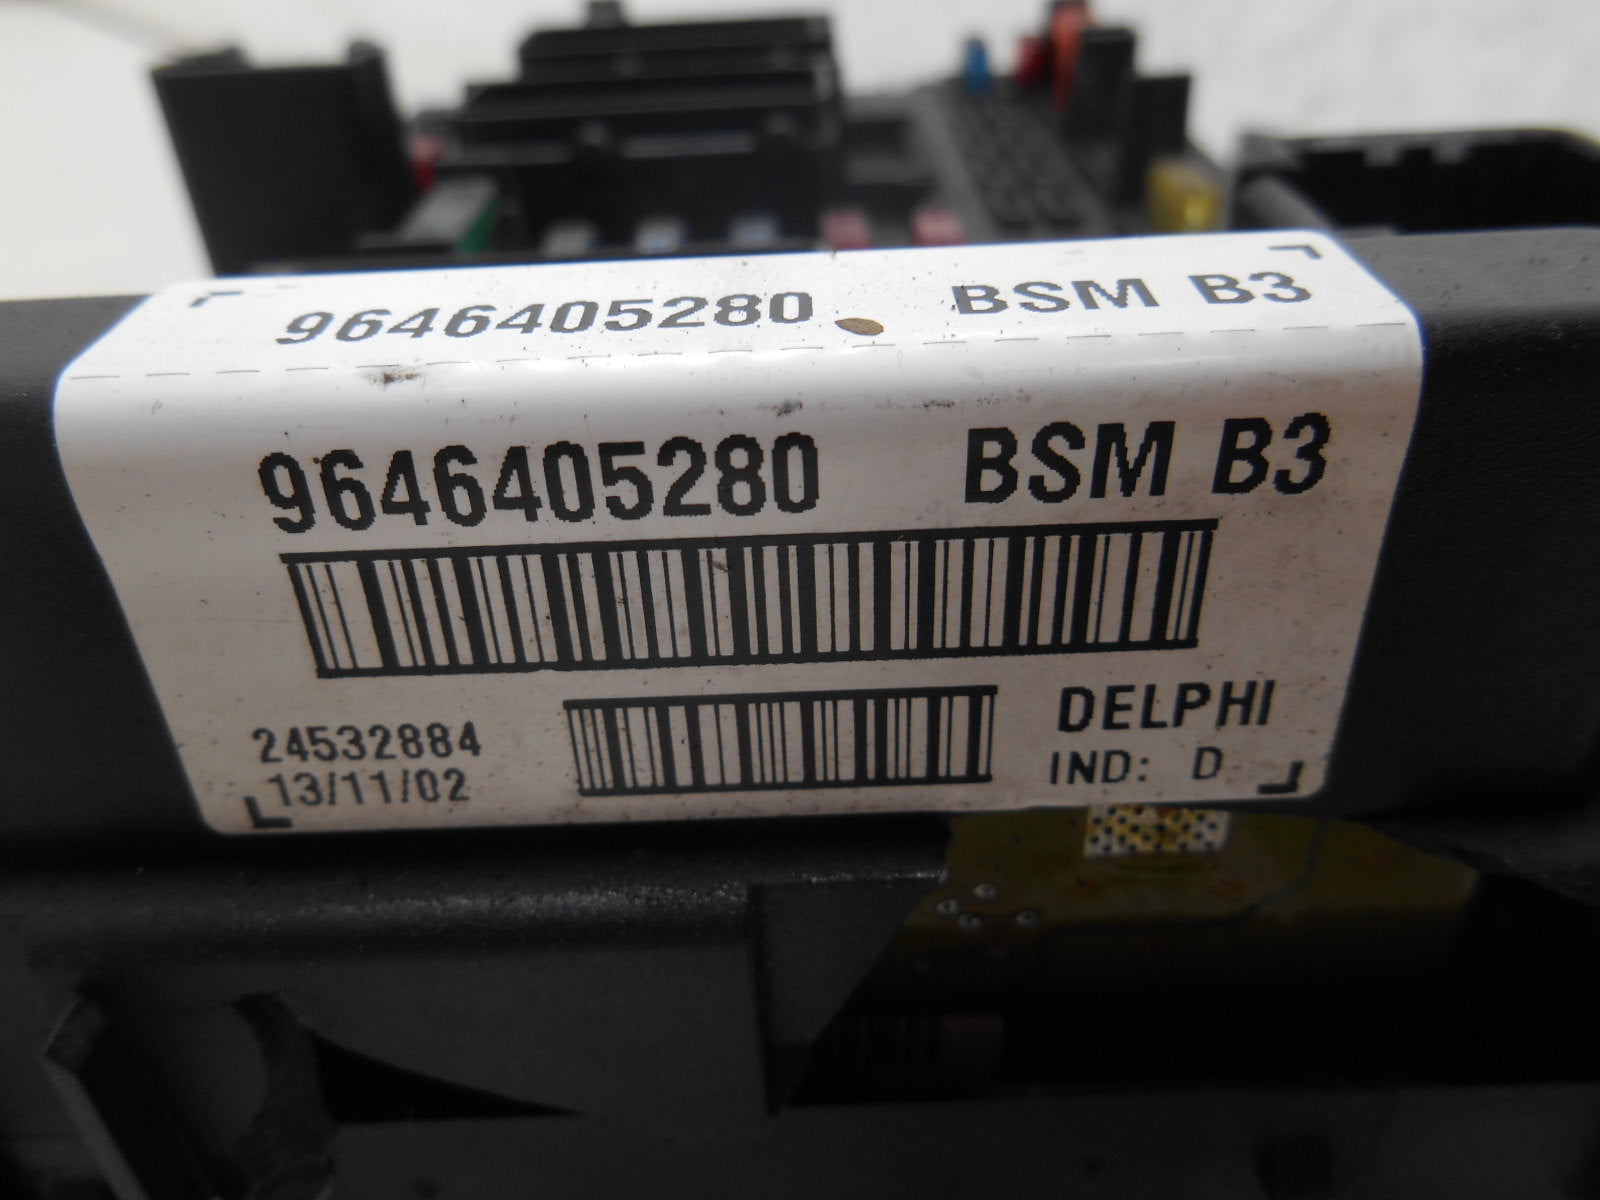 9646405280 BSM B3
9646405280 BSM B3
24532884
13/11/02
DELPHI
IND: D